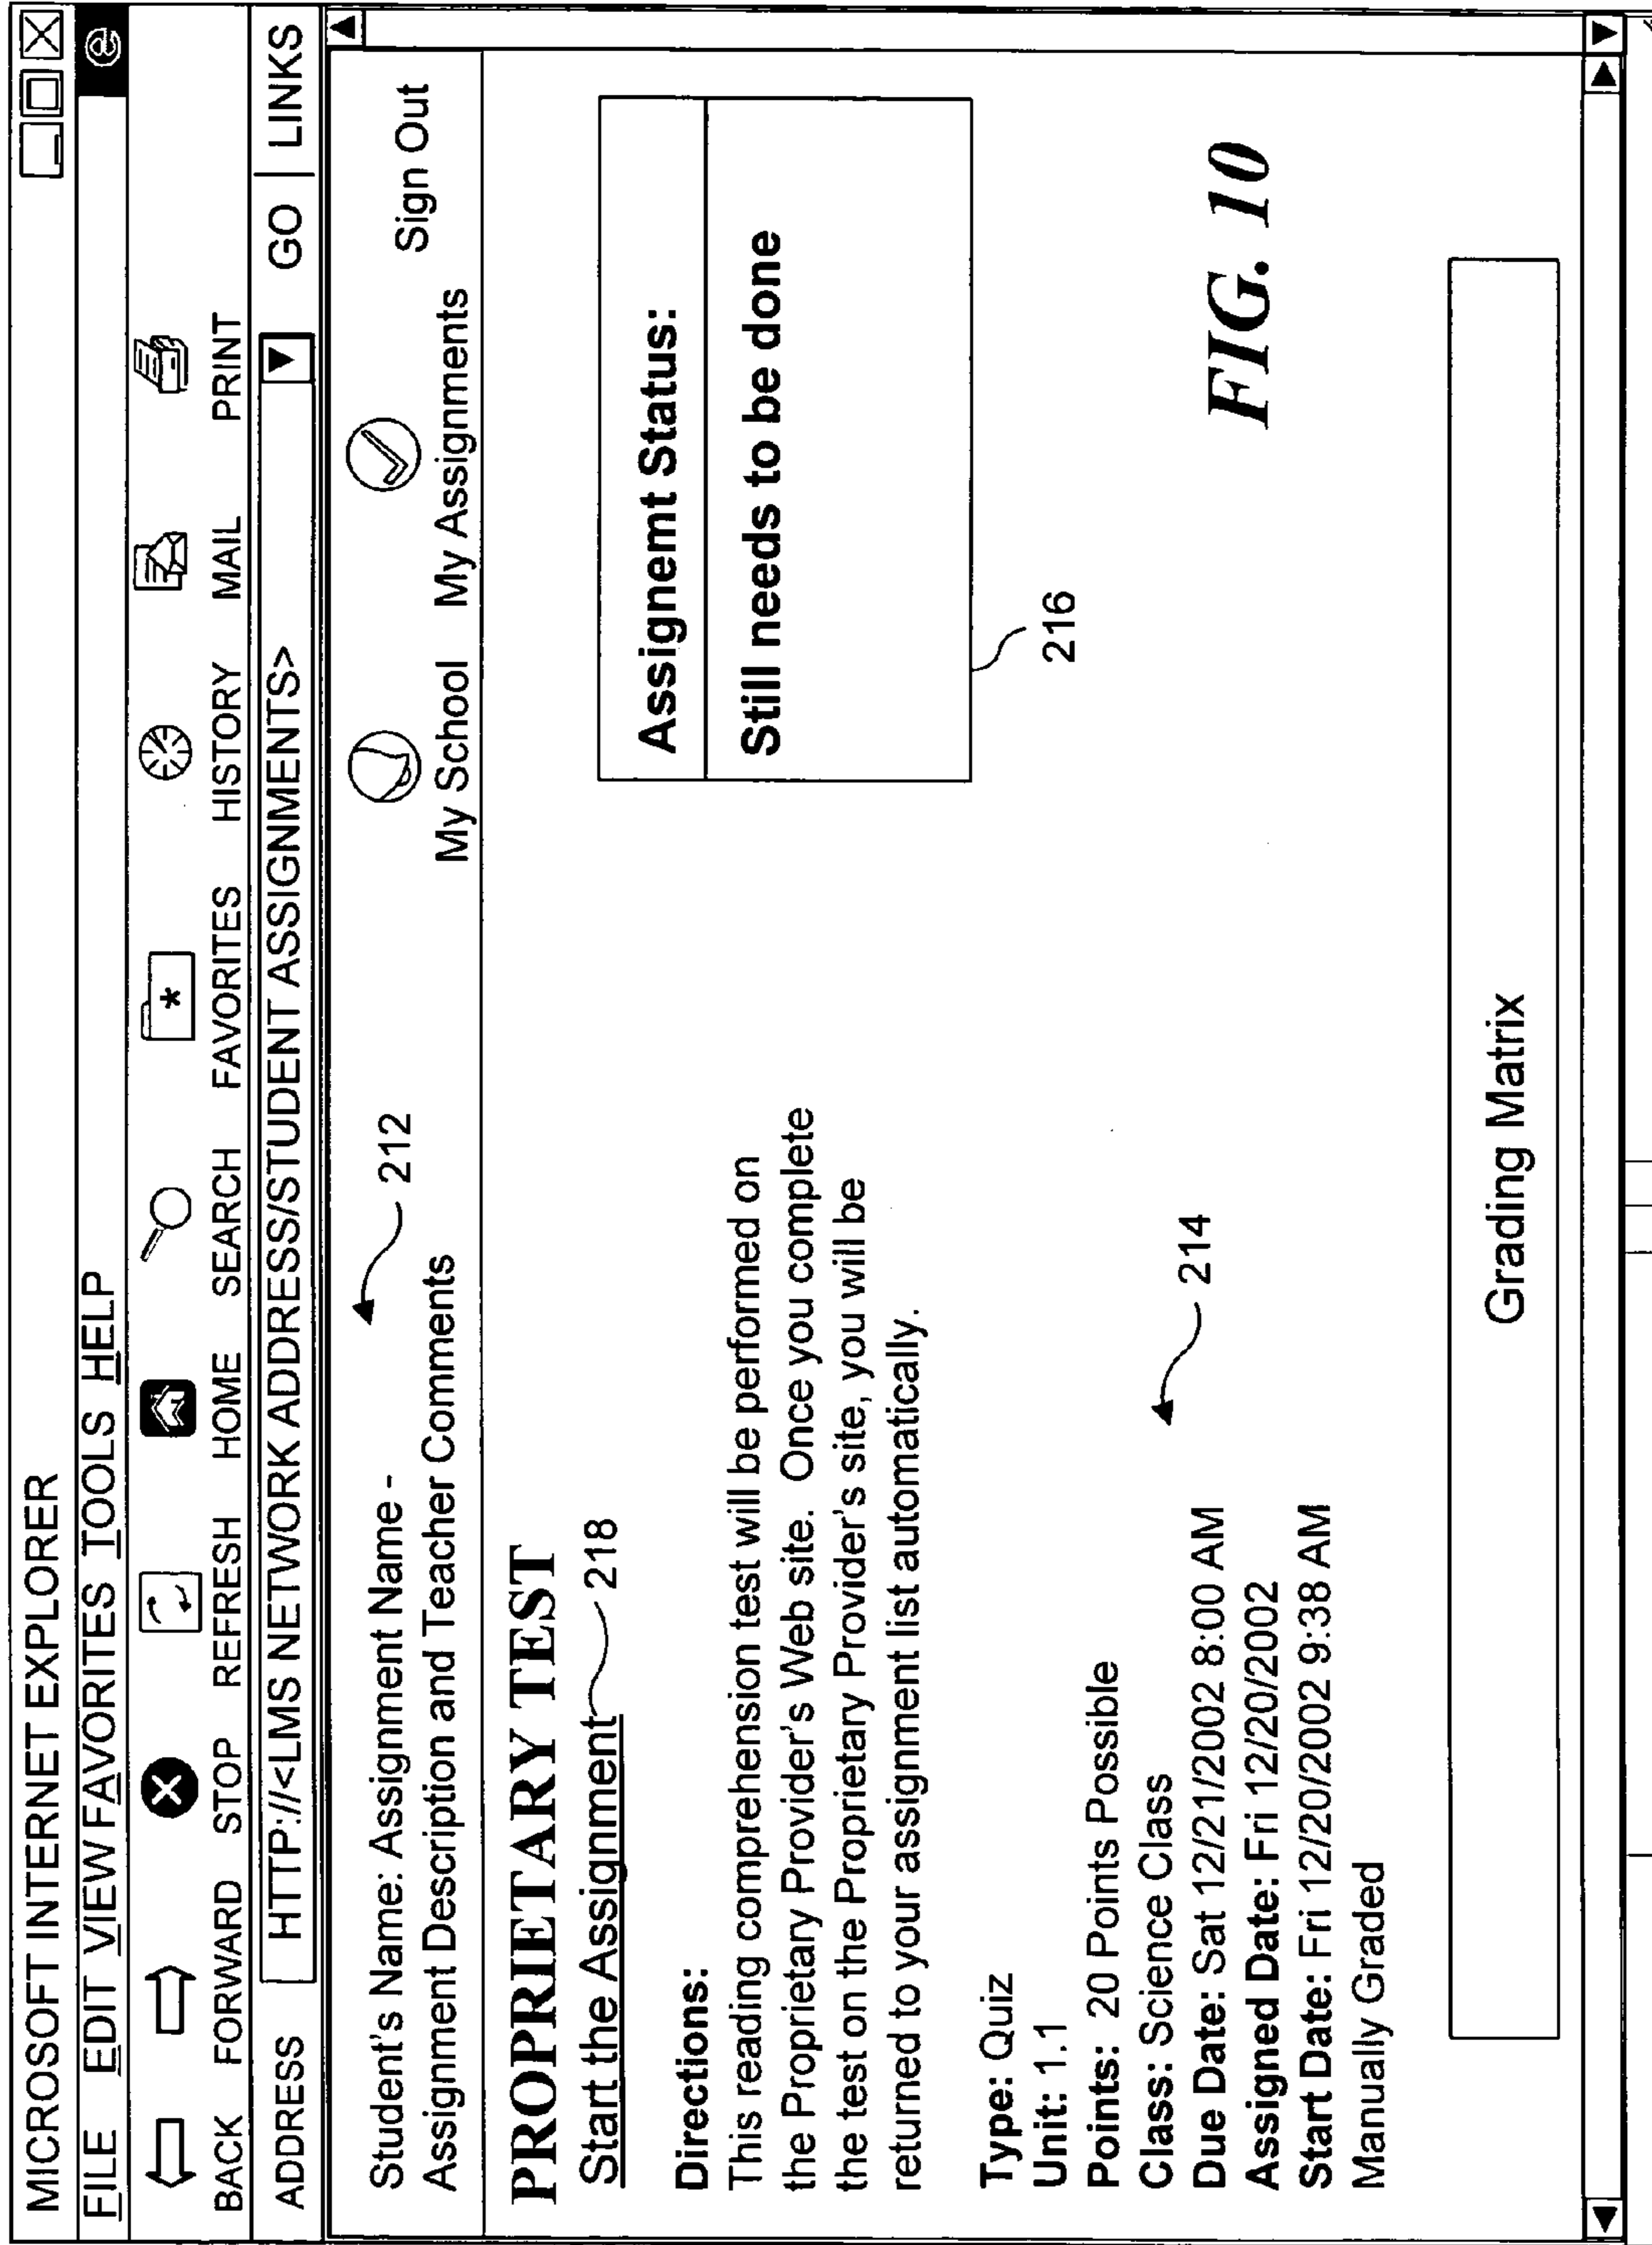 MICROSOFT INTERNET EXPLORER
FILE EDIT VIEW FAVORITES TOOLS HELP
e
BACK FORWARD STOP REFRESH HOME SEARCH FAVORITES HISTORY MAIL PRINT
ADDRESS HTTP://<LMS NETWORK ADDRESS/STUDENT ASSIGNMENTS> GO LINKS
Student's Name: Assignment Name -
Assignment Description and Teacher Comments
212
My School My Assignments Sign Out
PROPRIETARY TEST
Start the Assignment 218
Assignemt Status:
Still needs to be done
216
Directions:
This reading comprehension test will be performed on
the Proprietary Provider's Web site. Once you complete
the test on the Proprietary Provider's site, you will be
returned to your assignment list automatically.
Type: Quiz
Unit: 1.1
Points: 20 Points Possible
Class: Science Class
Due Date: Sat 12/21/2002 8:00 AM
Assigned Date: Fri 12/20/2002
Start Date: Fri 12/20/2002 9:38 AM
Manually Graded
214
FIG. 10
Grading Matrix